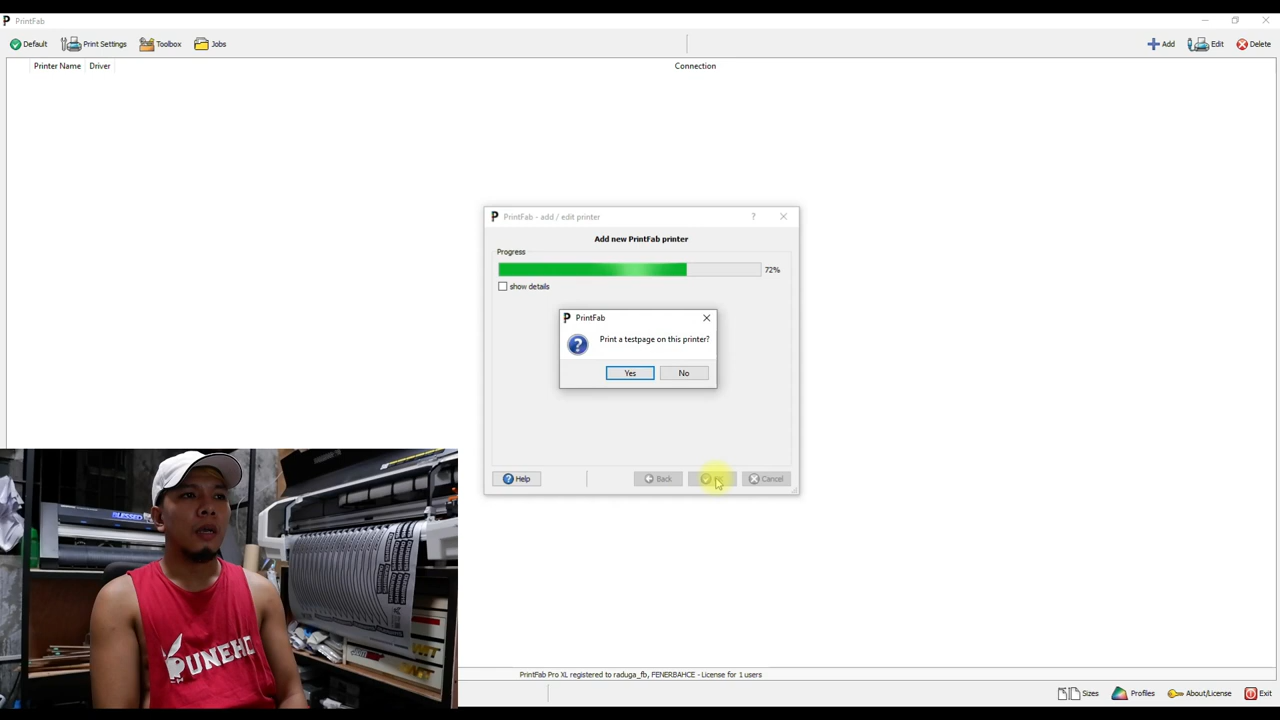 PrintFab
Default
Print Settings
Toolbox
Jobs
Add
Edit
Delete
Printer Name
Driver
Connection
PrintFab - add / edit printer
?
Add new PrintFab printer
Progress
72%
show details
PrintFab
Print a testpage on this printer?
Yes
No
Help
Back
Cancel
BLESSED
PUNEHC
PrintFab Pro XL registered to raduga_fb, FENERBAHCE - License for 1 users
Sizes
Profiles
About/License
Exit